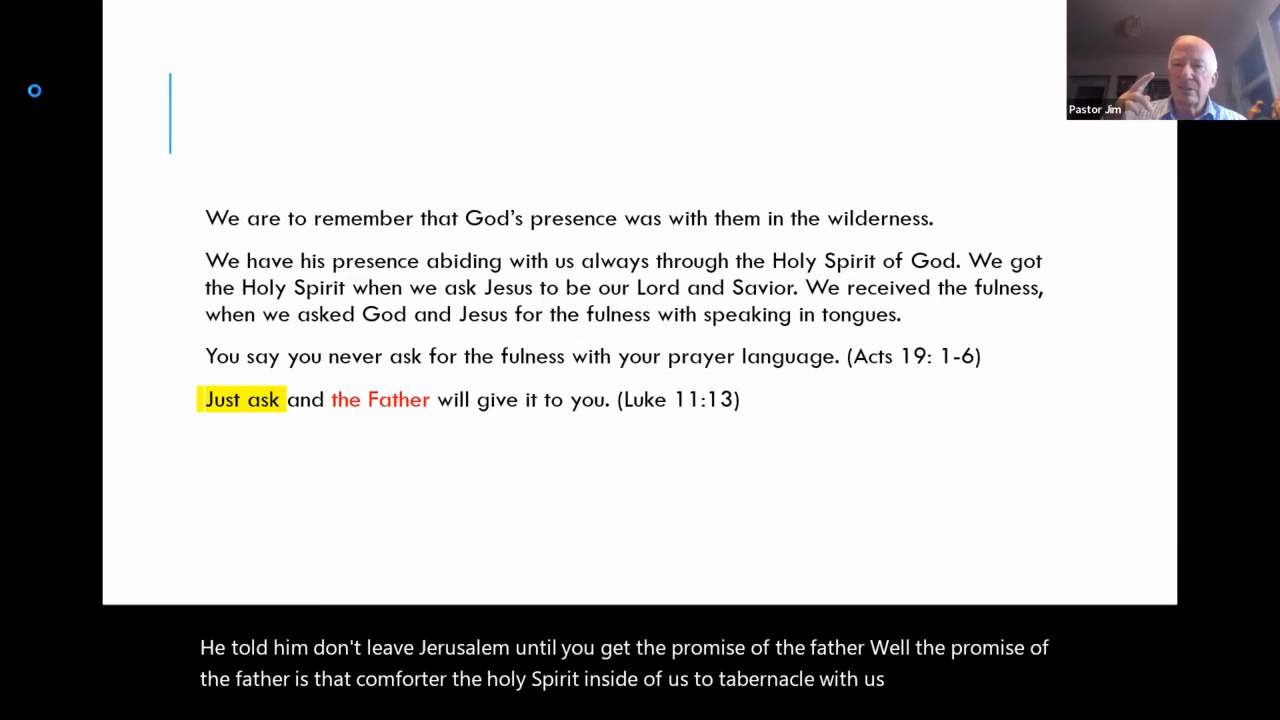 Pastor Jim
We are to remember that God's presence was with them in the wilderness.
We have his presence abiding with us always through the Holy Spirit of God. We got
the Holy Spirit when we ask Jesus to be our Lord and Savior. We received the fulness,
when we asked God and Jesus for the fulness with speaking in tongues.
You say you never ask for the fulness with your prayer language. (Acts 19: 1-6)
Just ask and the Father will give it to you. (Luke 11:13)
He told him don't leave Jerusalem until you get the promise of the father Well the promise of
the father is that comforter the holy Spirit inside of us to tabernacle with us